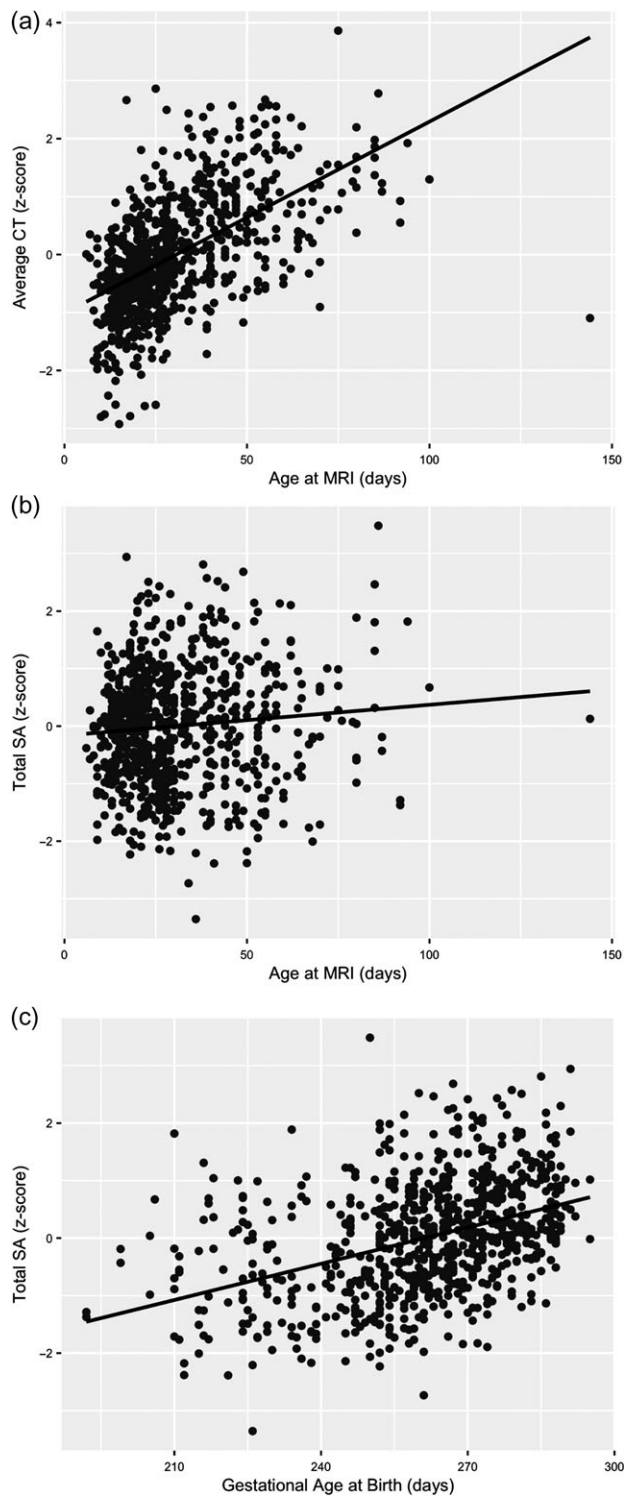 (a)
4
2
0
−2
Average CT (z-score)
0 50 100 150
Age at MRI (days)
(b)
2
0
−2
Total SA (z-score)
0 50 100 150
Age at MRI (days)
(c)
2
0
−2
Total SA (z-score)
210 240 270 300
Gestational Age at Birth (days)